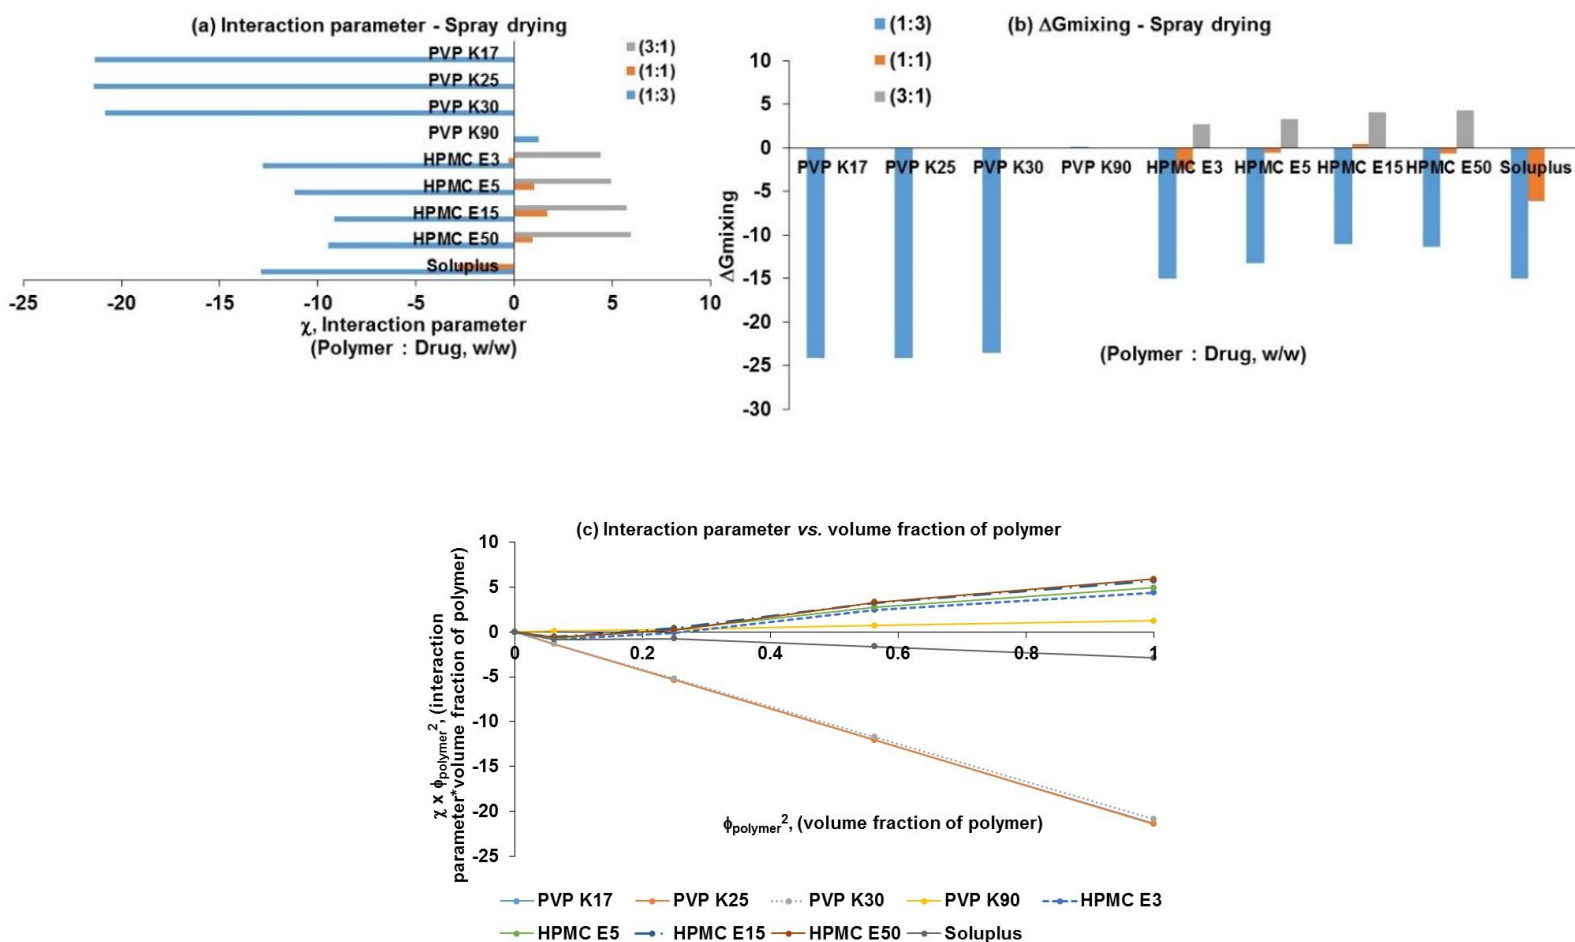 (a) Interaction parameter - Spray drying
(3:1)
(1:1)
(1:3)
PVP K17
PVP K25
PVP K30
PVP K90
HPMC E3
HPMC E5
HPMC E15
HPMC E50
Soluplus
-25 -20 -15 -10 -5 0 5 10
χ, Interaction parameter
(Polymer : Drug, w/w)
(b) ΔGmixing - Spray drying
(1:3)
(1:1)
(3:1)
10
5
0
-5
-10
-15
-20
-25
-30
ΔGmixing
PVP K17 PVP K25 PVP K30 PVP K90 HPMC E3 HPMC E5 HPMC E15 HPMC E50 Soluplus
(Polymer : Drug, w/w)
(c) Interaction parameter vs. volume fraction of polymer
10
5
0
-5
-10
-15
-20
-25
χ x ϕpolymer², (interaction
parameter*volume fraction of polymer)
0 0.2 0.4 0.6 0.8 1
ϕpolymer², (volume fraction of polymer)
PVP K17 PVP K25 PVP K30 PVP K90 HPMC E3
HPMC E5 HPMC E15 HPMC E50 Soluplus